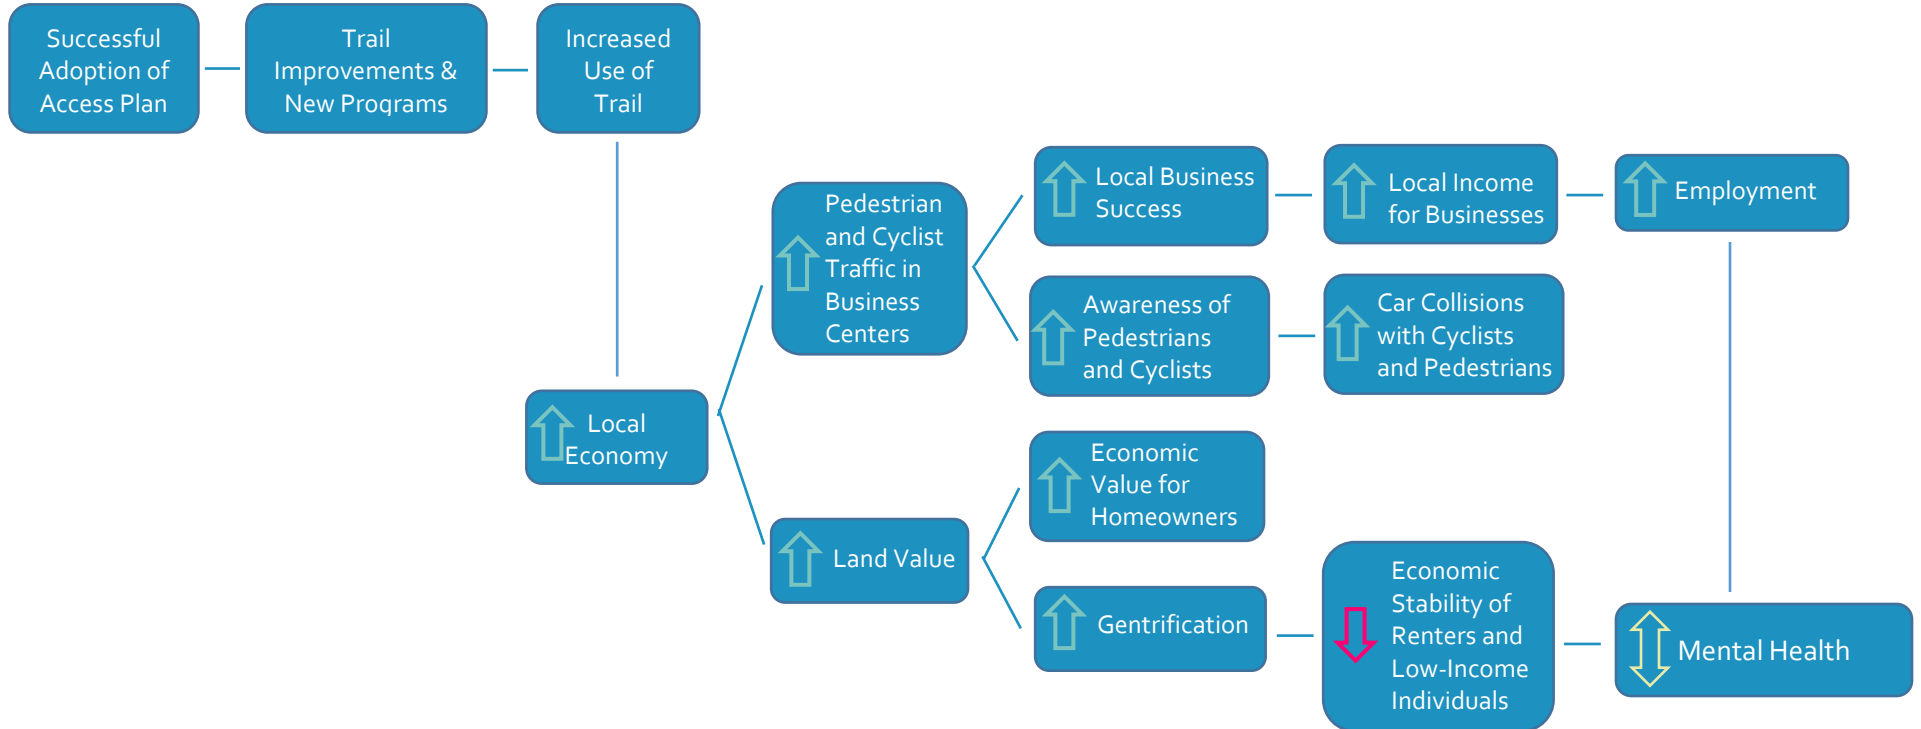 Successful
Adoption of
Access Plan
Trail
Improvements &
New Programs
Increased
Use of
Trail
Local
Economy
Pedestrian
and Cyclist
Traffic in
Business
Centers
Local Business
Success
Local Income
for Businesses
Employment
Awareness of
Pedestrians
and Cyclists
Car Collisions
with Cyclists
and Pedestrians
Land Value
Economic
Value for
Homeowners
Gentrification
Economic
Stability of
Renters and
Low-Income
Individuals
Mental Health